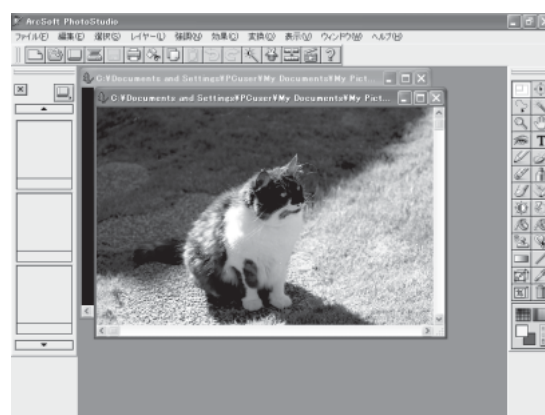 ArcSoft PhotoStudio
ファイル(F) 編集(E) 選択(S) レイヤー(L) 強調(N) 効果(C) 変換(O) 表示(V) ウィンドウ(W) ヘルプ(H)
C:¥Documents and Settings¥PCuser¥My Documents¥My Pict...
C:¥Documents and Settings¥PCuser¥My Documents¥My Pict...
T